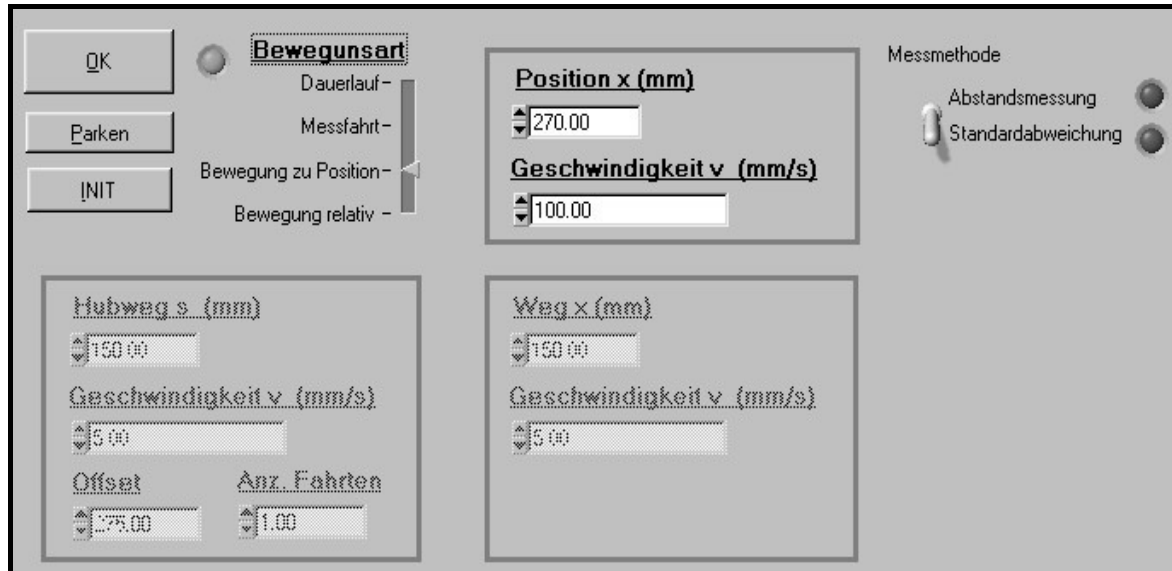 OK
Parken
INIT
Bewegunsart
Dauerlauf
Messfahrt
Bewegung zu Position
Bewegung relativ
Position x (mm)
270.00
Geschwindigkeit v (mm/s)
100.00
Messmethode
Abstandsmessung
Standardabweichung
Hubweg s (mm)
150.00
Geschwindigkeit v (mm/s)
5.00
Offset Anz. Fahrten
275.00 1.00
Weg x (mm)
150.00
Geschwindigkeit v (mm/s)
5.00